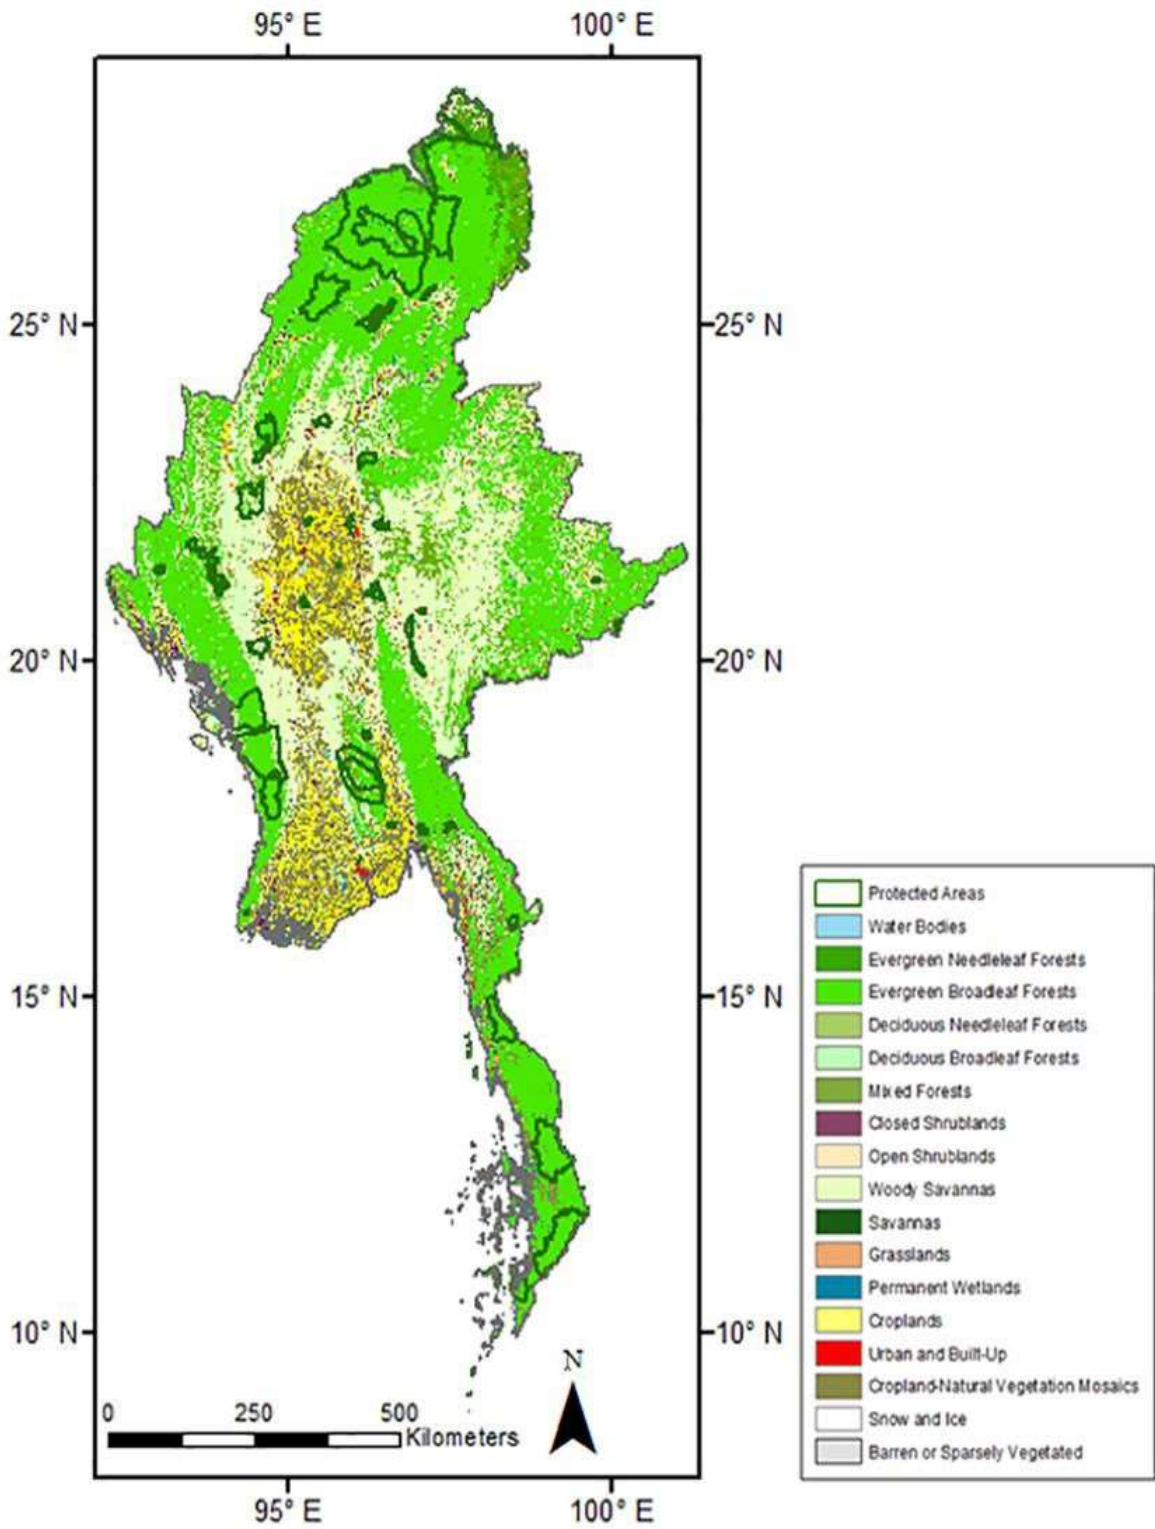 95° E 100° E
25° N 25° N
20° N 20° N
15° N 15° N
10° N 10° N
Protected Areas
Water Bodies
Evergreen Needleleaf Forests
Evergreen Broadleaf Forests
Deciduous Needleleaf Forests
Deciduous Broadleaf Forests
Mixed Forests
Closed Shrublands
Open Shrublands
Woody Savannas
Savannas
Grasslands
Permanent Wetlands
Croplands
Urban and Built-Up
Cropland-Natural Vegetation Mosaics
Snow and Ice
Barren or Sparsely Vegetated
N
0 250 500
Kilometers
95° E 100° E